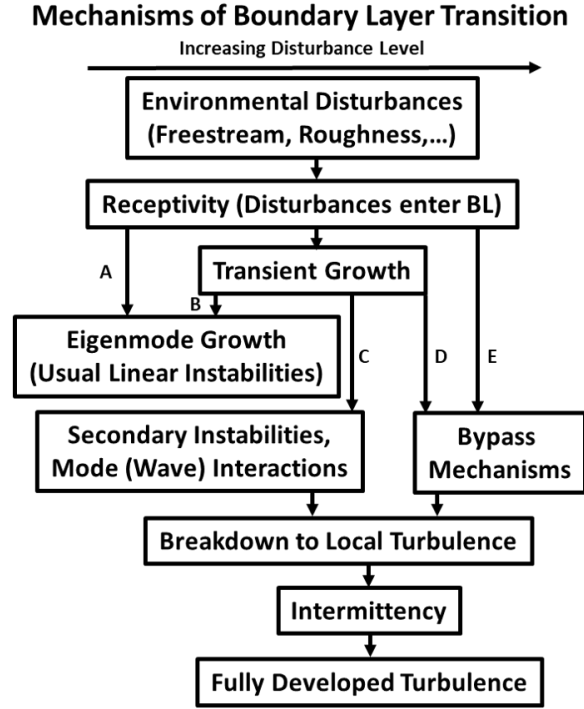 Mechanisms of Boundary Layer Transition
Increasing Disturbance Level
Environmental Disturbances
(Freestream, Roughness,...)
Receptivity (Disturbances enter BL)
A
Transient Growth
B
Eigenmode Growth
(Usual Linear Instabilities)
C
D
E
Secondary Instabilities,
Mode (Wave) Interactions
Bypass
Mechanisms
Breakdown to Local Turbulence
Intermittency
Fully Developed Turbulence